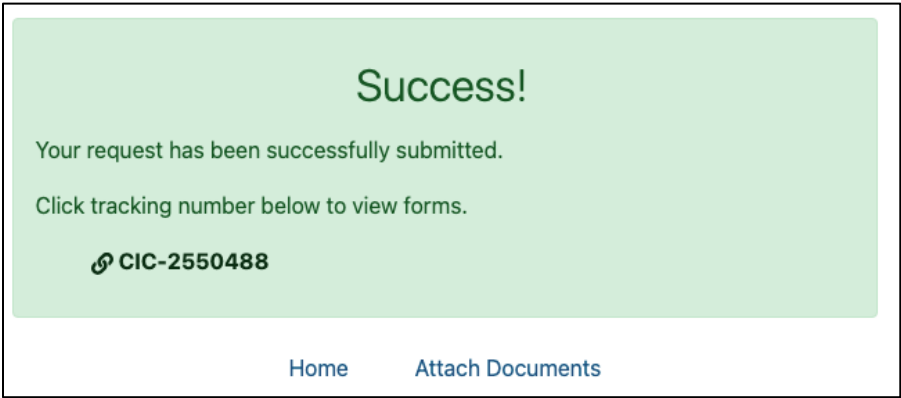 Success!
Your request has been successfully submitted.
Click tracking number below to view forms.
CIC-2550488
Home Attach Documents